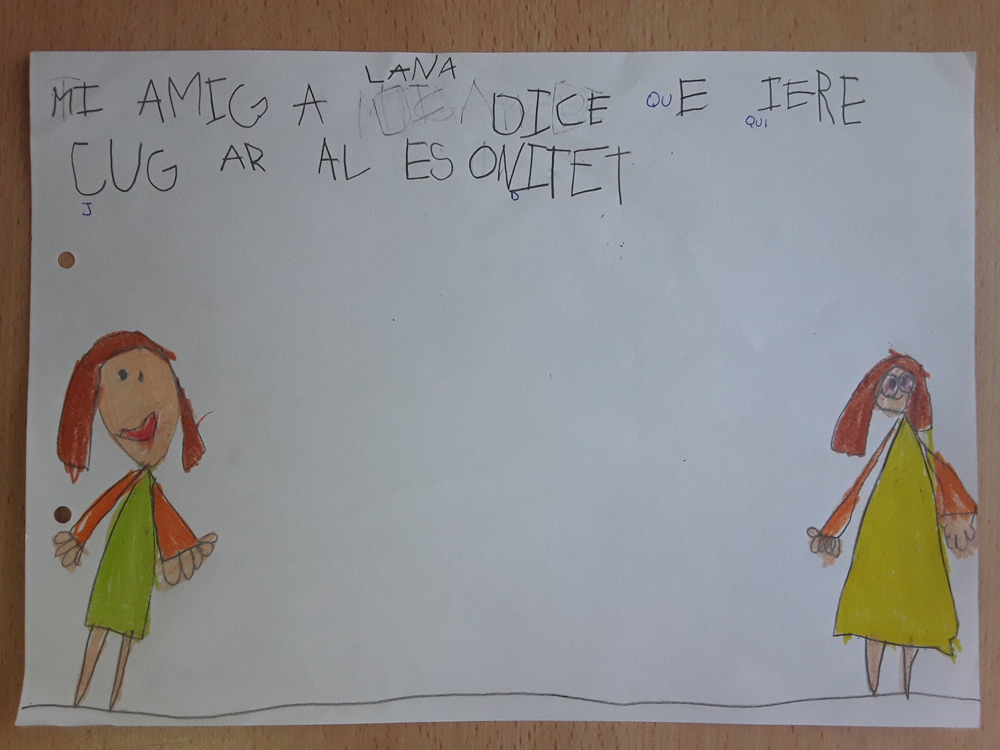 LANA
MI AMIG A DICE QUE IERE
QUI
CUG AR AL ES ONITET
J D